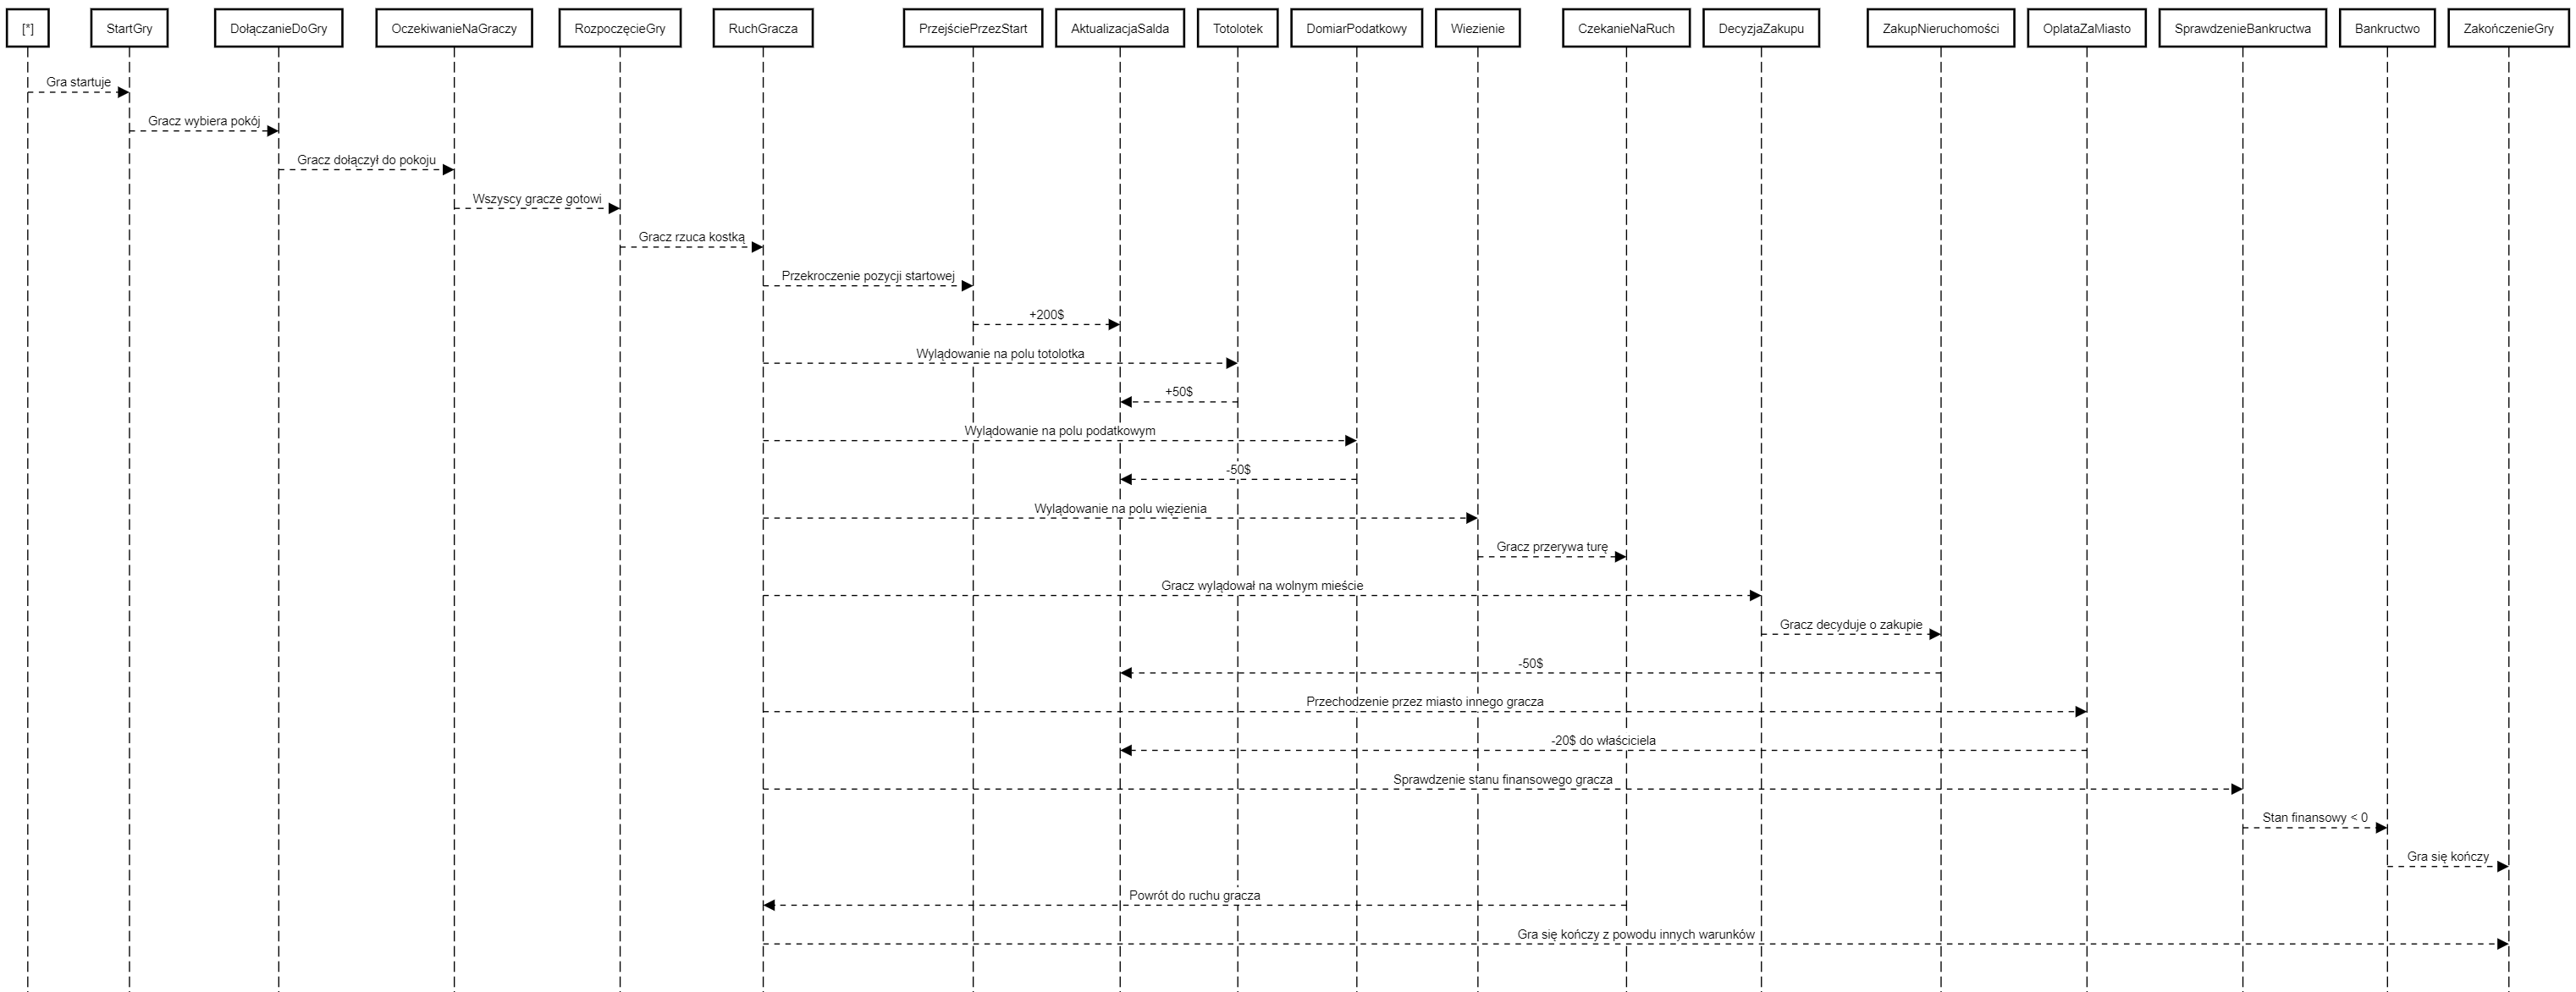 [*]
StartGry
DołączanieDoGry
OczekiwanieNaGraczy
RozpoczęcieGry
RuchGracza
PrzejściePrzezStart
AktualizacjaSalda
Totolotek
DomiarPodatkowy
Wiezienie
CzekanieNaRuch
DecyzjaZakupu
ZakupNieruchomości
OplataZaMiasto
SprawdzenieBankructwa
Bankructwo
ZakończenieGry
Gra startuje
Gracz wybiera pokój
Gracz dołączył do pokoju
Wszyscy gracze gotowi
Gracz rzuca kostką
Przekroczenie pozycji startowej
+200$
Wylądowanie na polu totolotka
+50$
Wylądowanie na polu podatkowym
-50$
Wylądowanie na polu więzienia
Gracz przerywa turę
Gracz wylądował na wolnym mieście
Gracz decyduje o zakupie
-50$
Przechodzenie przez miasto innego gracza
-20$ do właściciela
Sprawdzenie stanu finansowego gracza
Stan finansowy < 0
Gra się kończy
Powrót do ruchu gracza
Gra się kończy z powodu innych warunków